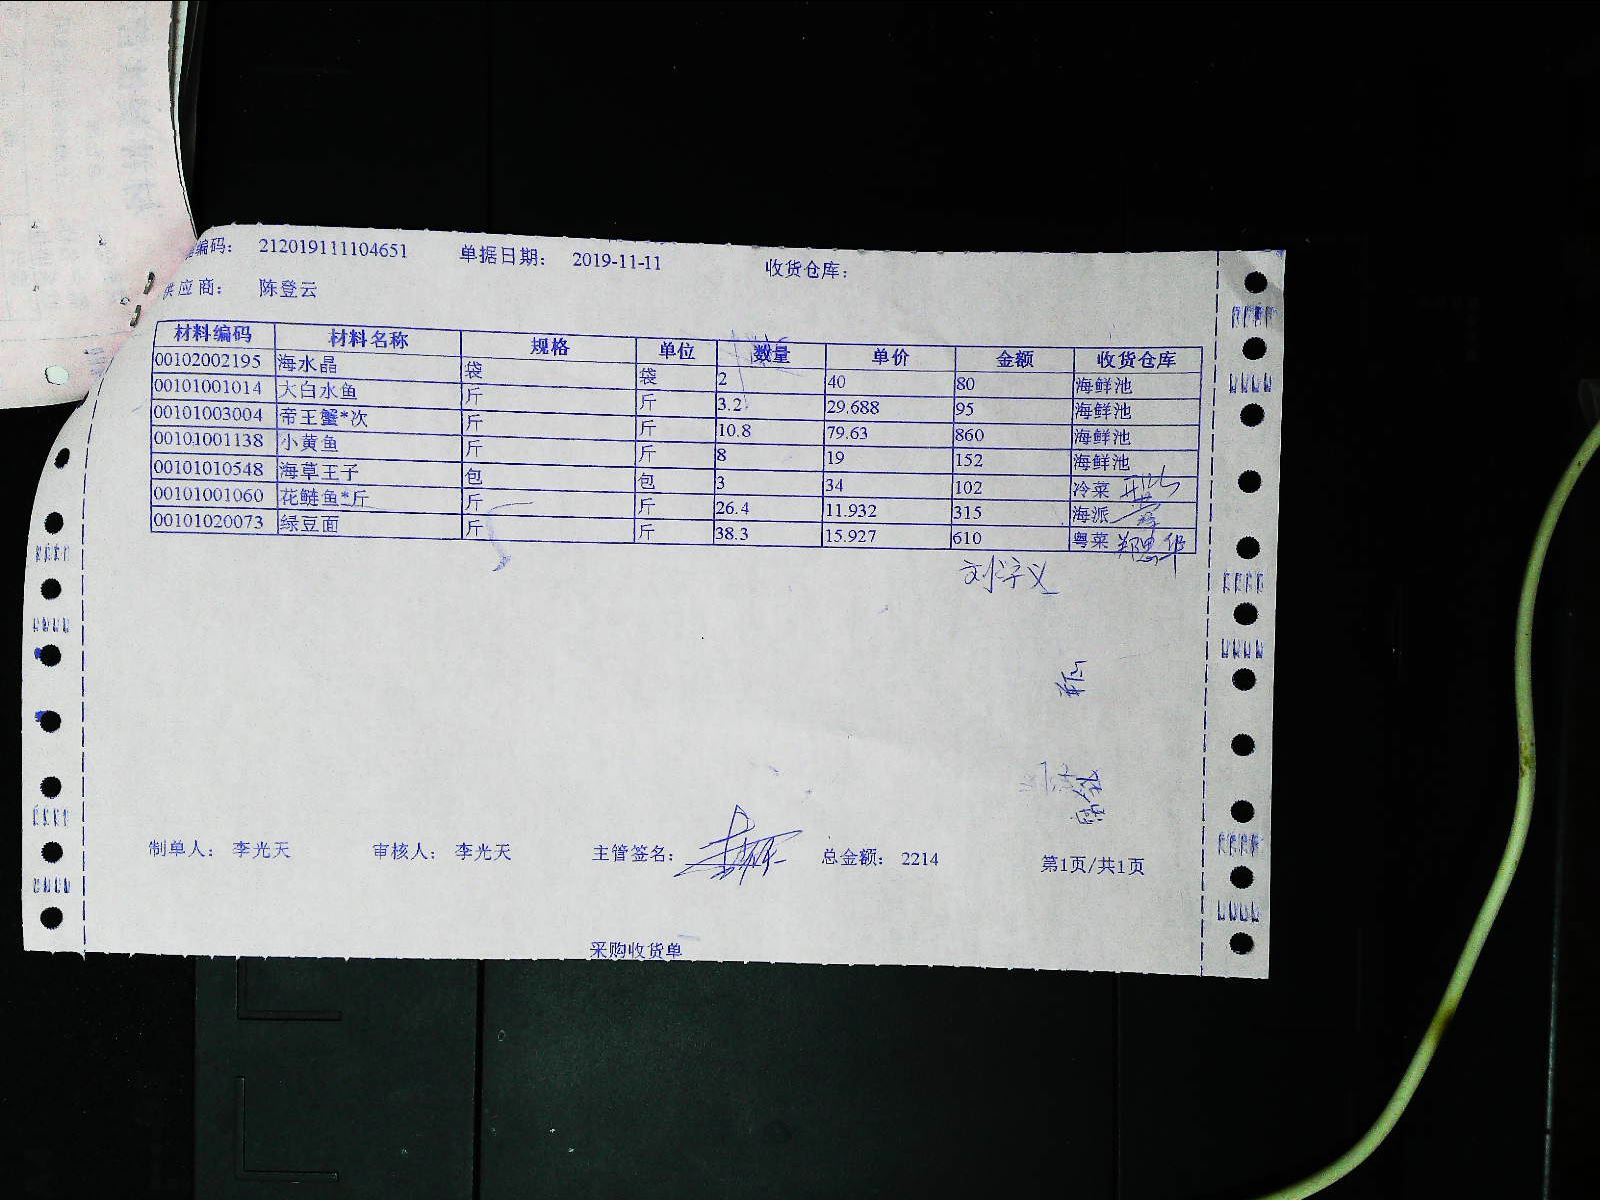 编码： 212019111104651 单据日期： 2019-11-11 收货仓库：
供应商： 陈登云
材料编码 材料名称 规格 单位 数量 单价 金额 收货仓库
00102002195 海水晶 袋 袋 2 40 80 海鲜池
00101001014 大白水鱼 斤 斤 3.2 29.688 95 海鲜池
00101003004 帝王蟹*次 斤 斤 10.8 79.63 860 海鲜池
00101001138 小黄鱼 斤 斤 8 19 152 海鲜池
00101010548 海草王子 包 包 3 34 102 冷菜
00101001060 花鲢鱼*斤 斤 斤 26.4 11.932 315 海派
00101020073 绿豆面 斤 斤 38.3 15.927 610 粤菜
制单人： 李光天 审核人： 李光天 主管签名： 总金额： 2214 第1页/共1页
采购收货单